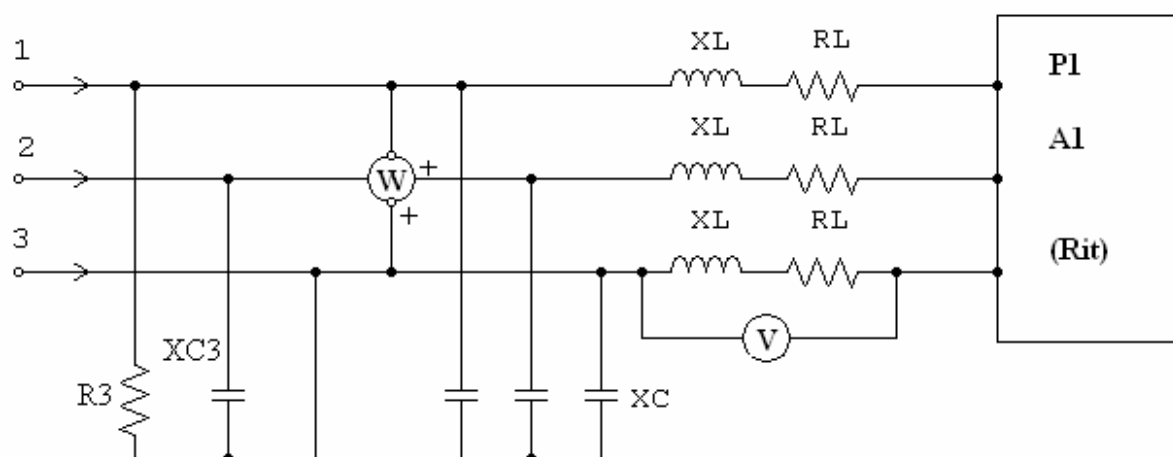 1
XL
RL
P1
2
XL
RL
A1
W
+
+
3
XL
RL
(Rit)
V
XC3
R3
XC